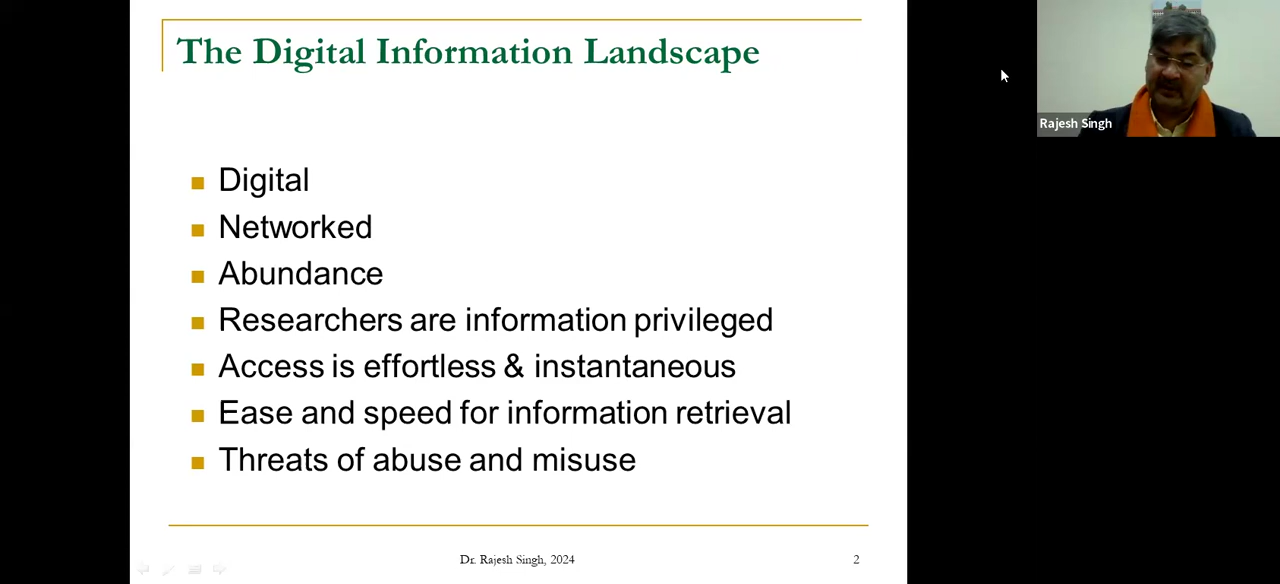 The Digital Information Landscape
Digital
Networked
Abundance
Researchers are information privileged
Access is effortless & instantaneous
Ease and speed for information retrieval
Threats of abuse and misuse
Dr. Rajesh Singh, 2024
2
Rajesh Singh